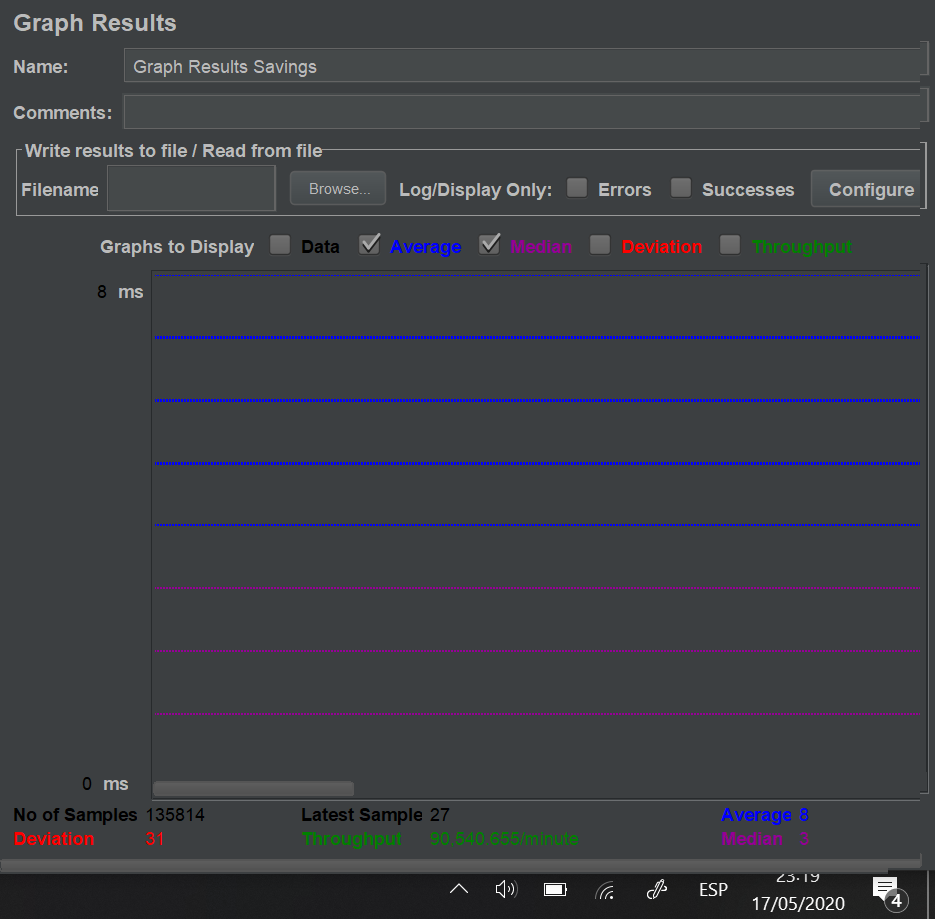 Graph Results
Name: Graph Results Savings
Comments:
Write results to file / Read from file
Filename Browse... Log/Display Only: Errors Successes Configure
Graphs to Display Data Average Median Deviation Throughput
8 ms
0 ms
No of Samples 135814 Latest Sample 27 Average 8
Deviation 31 Throughput 90,540.655/minute Median 3
ESP 23:19
17/05/2020 4